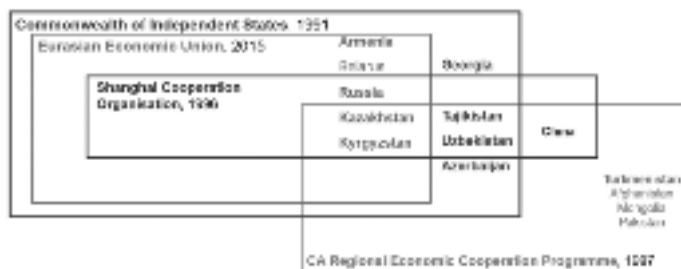 Commonwealth of Independent States, 1991
Eurasian Economic Union, 2015
Armenia
Belarus
Georgia
Shanghai Cooperation
Organisation, 1996
Russia
Kazakhstan
Tajikistan
China
Kyrgyzstan
Uzbekistan
Azerbaijan
Turkmenistan
Afghanistan
Mongolia
Pakistan
CA Regional Economic Cooperation Programme, 1997